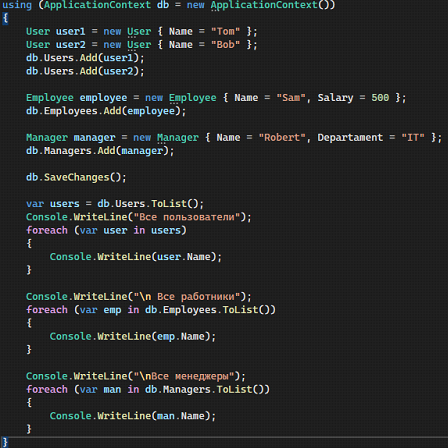 using (ApplicationContext db = new ApplicationContext())
{
User user1 = new User { Name = "Tom" };
User user2 = new User { Name = "Bob" };
db.Users.Add(user1);
db.Users.Add(user2);
Employee employee = new Employee { Name = "Sam", Salary = 500 };
db.Employees.Add(employee);
Manager manager = new Manager { Name = "Robert", Departament = "IT" };
db.Managers.Add(manager);
db.SaveChanges();
var users = db.Users.ToList();
Console.WriteLine("Все пользователи");
foreach (var user in users)
{
Console.WriteLine(user.Name);
}
Console.WriteLine("\n Все работники");
foreach (var emp in db.Employees.ToList())
{
Console.WriteLine(emp.Name);
}
Console.WriteLine("\nВсе менеджеры");
foreach (var man in db.Managers.ToList())
{
Console.WriteLine(man.Name);
}
}